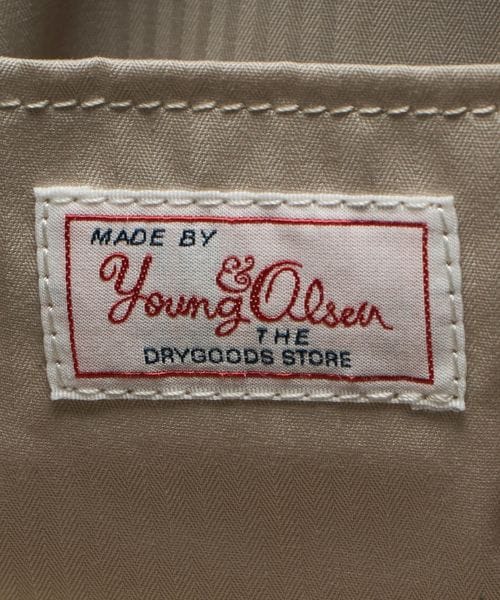 MADE BY
Young & Olsen
THE
DRYGOODS STORE